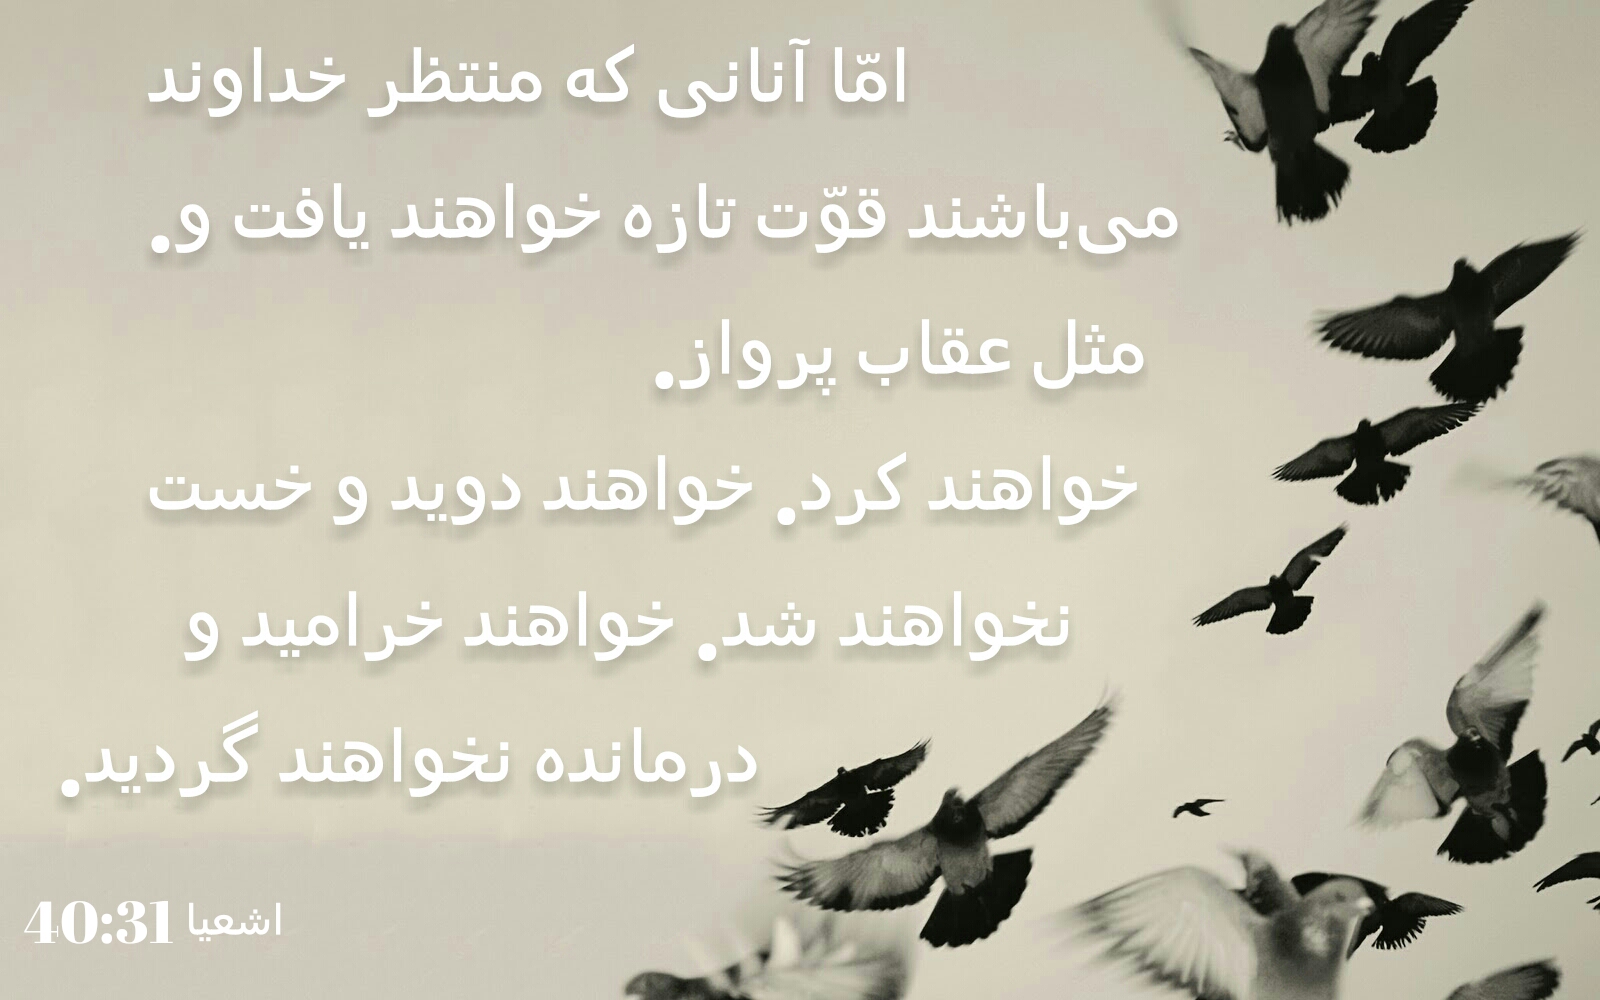 امّا آنانی که منتظر خداوند
می‌باشند قوّت تازه خواهند یافت و.
مثل عقاب پرواز.
خواهند کرد. خواهند دوید و خست
نخواهند شد. خواهند خرامید و
درمانده نخواهند گردید.
اشعیا 40:31